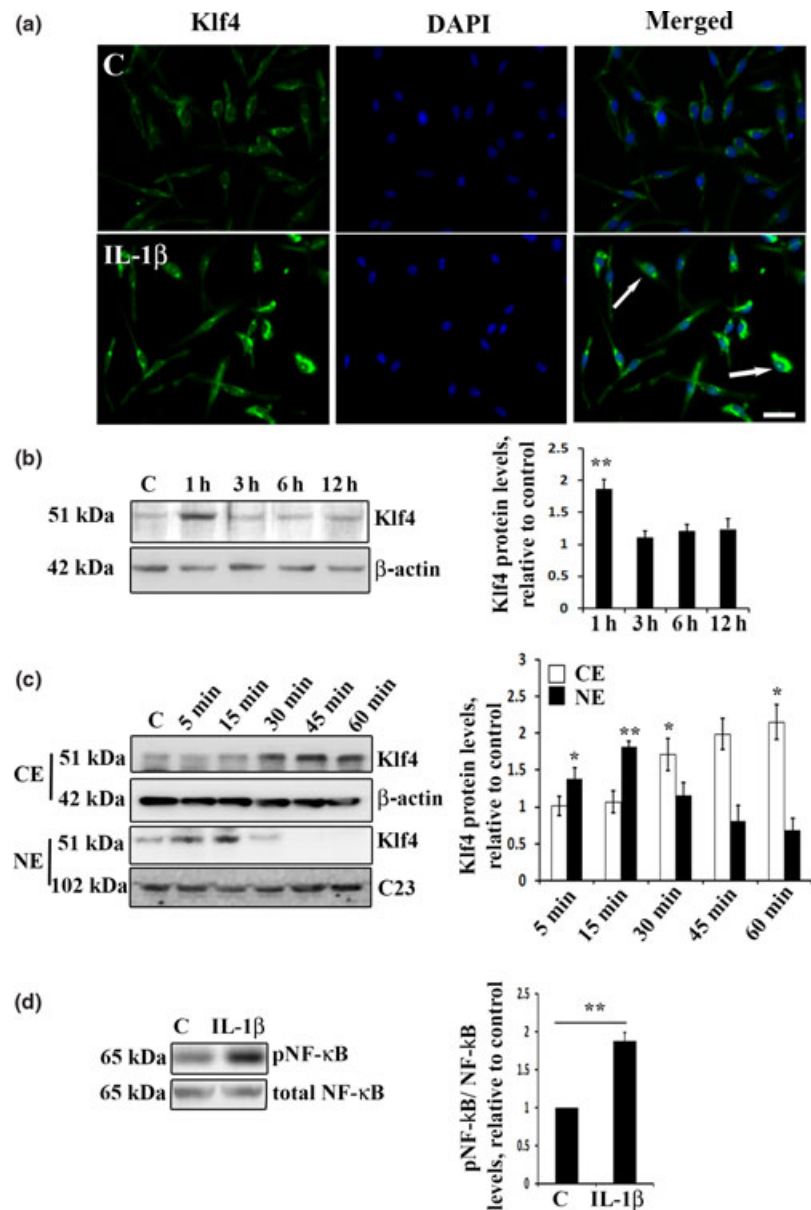 (a)
Klf4 DAPI Merged
C
IL-1β
(b)
C 1 h 3 h 6 h 12 h
51 kDa Klf4
42 kDa β-actin
Klf4 protein levels,
relative to control
2.5
2
1.5
1
0.5
0
1 h 3 h 6 h 12 h
** 
(c)
C 5 min 15 min 30 min 45 min 60 min
CE
51 kDa Klf4
42 kDa β-actin
NE
51 kDa Klf4
102 kDa C23
Klf4 protein levels,
relative to control
3
2.5
2
1.5
1
0.5
0
CE
NE
* ** * *
5 min 15 min 30 min 45 min 60 min
(d)
C IL-1β
65 kDa pNF-κB
65 kDa total NF-κB
pNF-kB/ NF-kB
levels, relative to control
2.5
2
1.5
1
0.5
0
**
C IL-1β